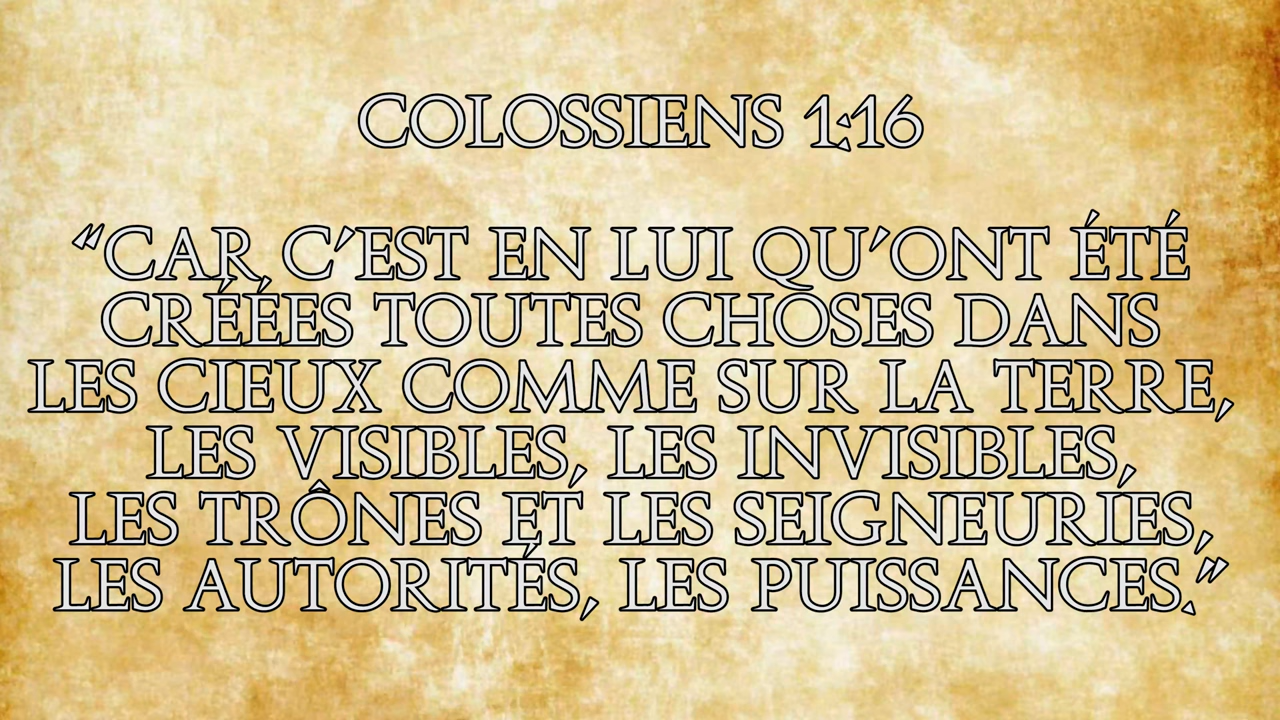 COLOSSIENS 1:16
“CAR C’EST EN LUI QU’ONT ÉTÉ
CRÉÉES TOUTES CHOSES DANS
LES CIEUX COMME SUR LA TERRE,
LES VISIBLES, LES INVISIBLES,
LES TRÔNES ET LES SEIGNEURIES,
LES AUTORITÉS, LES PUISSANCES.”